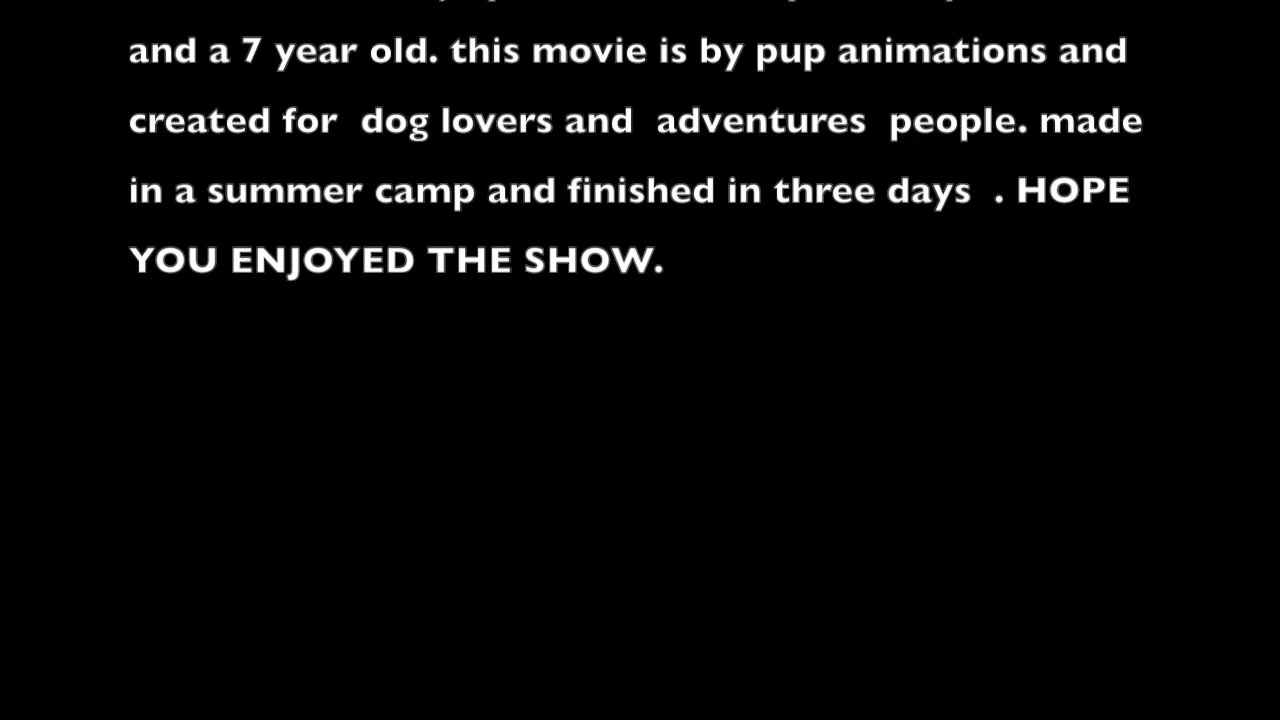 and a 7 year old. this movie is by pup animations and
created for  dog lovers and  adventures  people. made
in a summer camp and finished in three days  . HOPE
YOU ENJOYED THE SHOW.